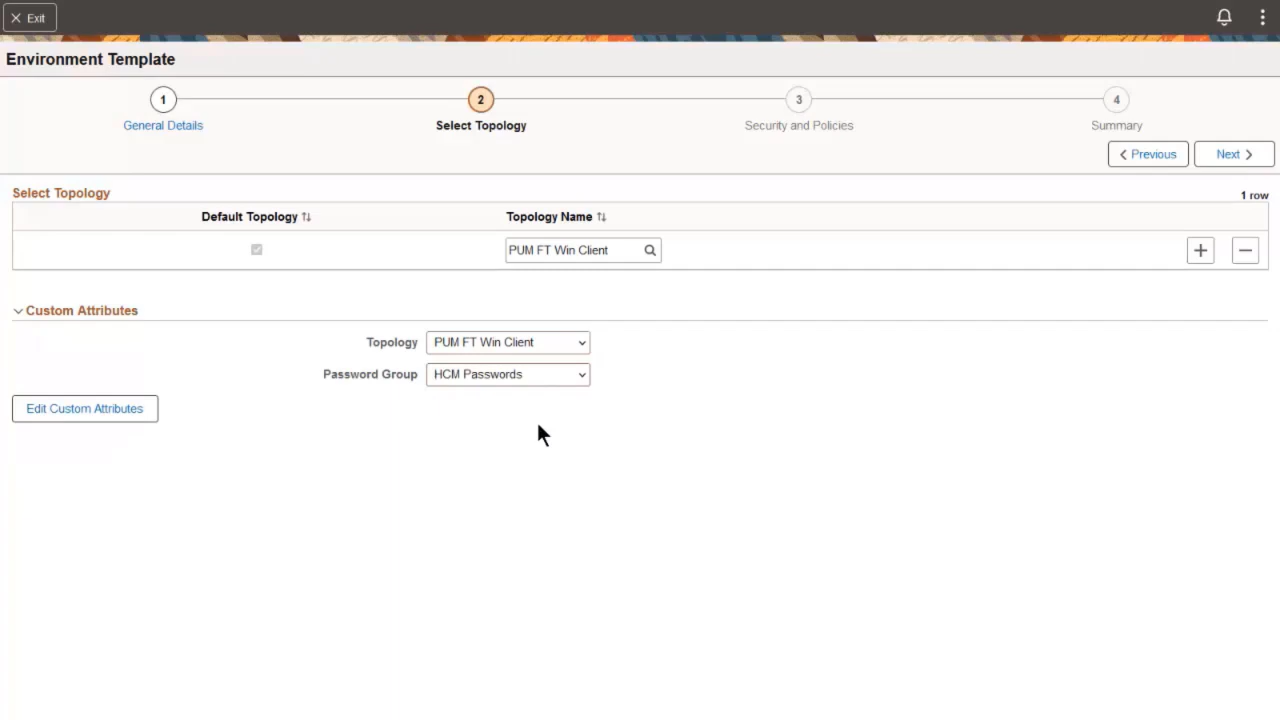 Exit
Environment Template
1 2 3 4
General Details Select Topology Security and Policies Summary
Previous Next
Select Topology
1 row
Default Topology Topology Name
PUM FT Win Client
Custom Attributes
Topology PUM FT Win Client
Password Group HCM Passwords
Edit Custom Attributes